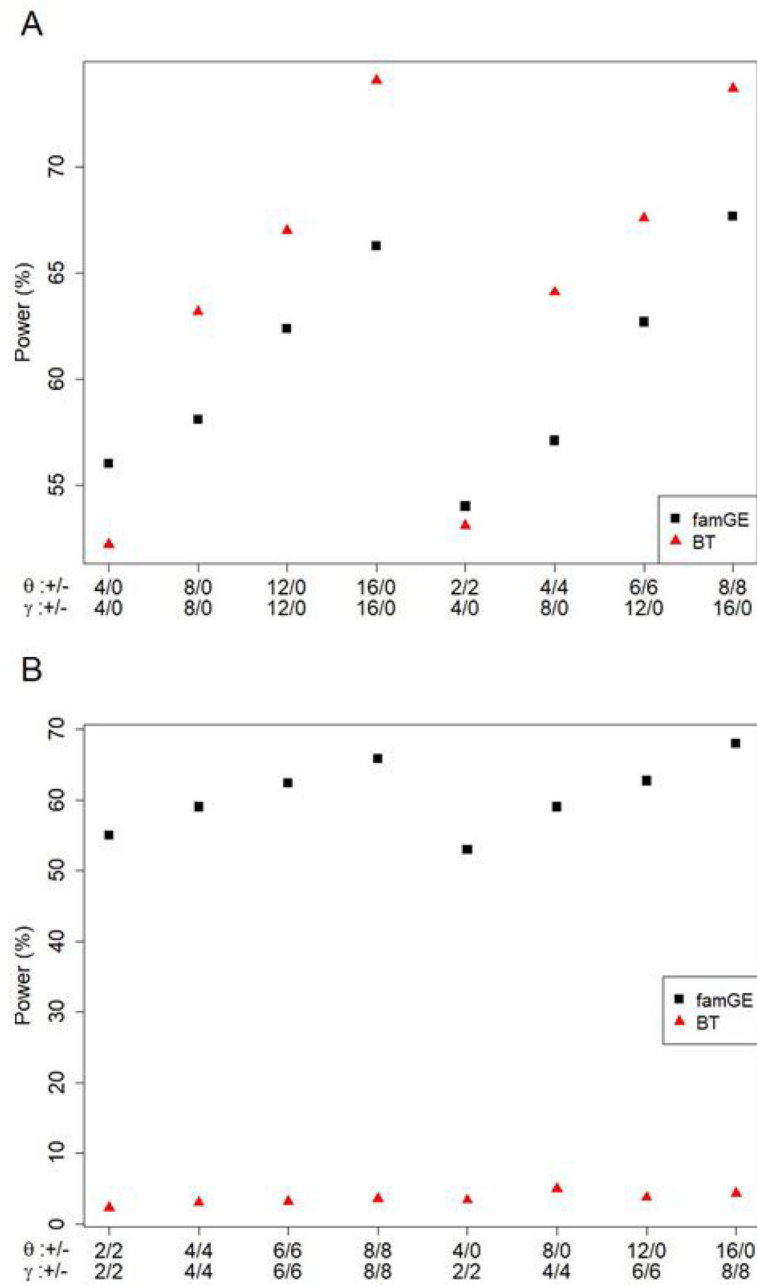 A
Power (%)
70
65
60
55
famGE
BT
θ :+/- 4/0 8/0 12/0 16/0 2/2 4/4 6/6 8/8
γ :+/- 4/0 8/0 12/0 16/0 4/0 8/0 12/0 16/0
B
Power (%)
70
60
50
40
30
20
10
0
famGE
BT
θ :+/- 2/2 4/4 6/6 8/8 4/0 8/0 12/0 16/0
γ :+/- 2/2 4/4 6/6 8/8 2/2 4/4 6/6 8/8